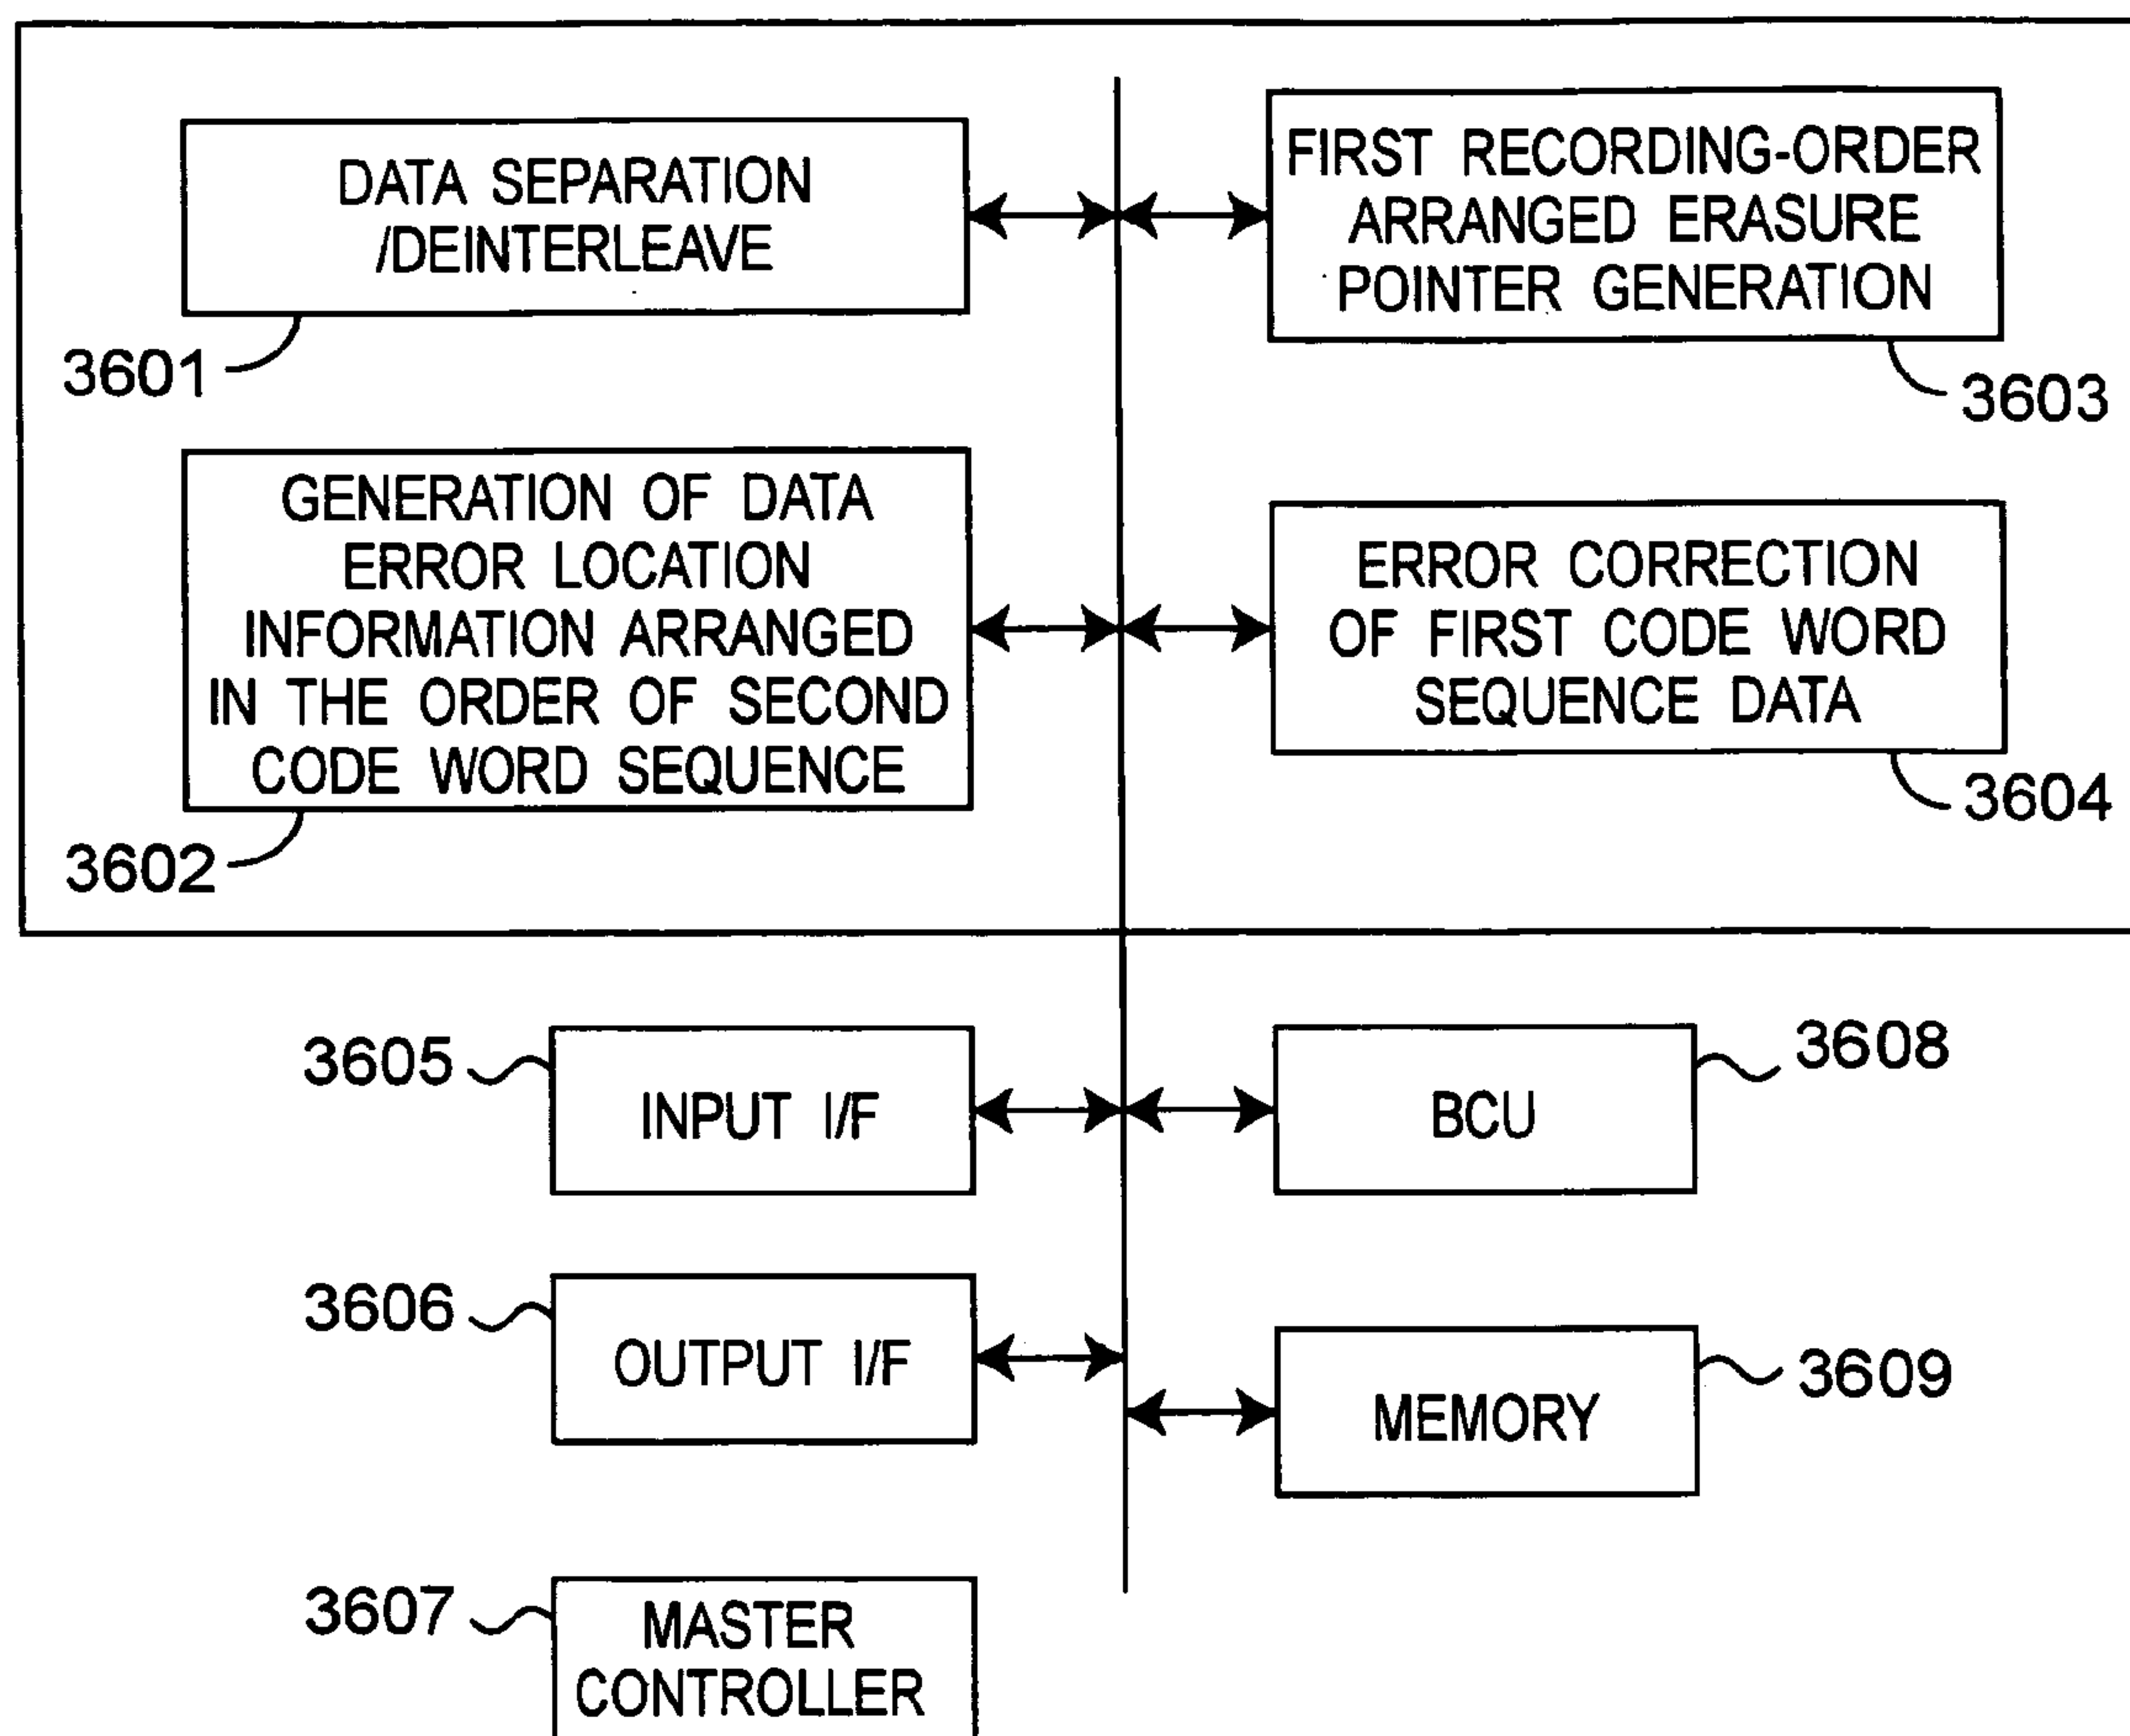 DATA SEPARATION
/DEINTERLEAVE
3601
FIRST RECORDING-ORDER
ARRANGED ERASURE
POINTER GENERATION
3603
GENERATION OF DATA
ERROR LOCATION
INFORMATION ARRANGED
IN THE ORDER OF SECOND
CODE WORD SEQUENCE
3602
ERROR CORRECTION
OF FIRST CODE WORD
SEQUENCE DATA
3604
3605
INPUT I/F
BCU
3608
3606
OUTPUT I/F
MEMORY
3609
3607
MASTER
CONTROLLER